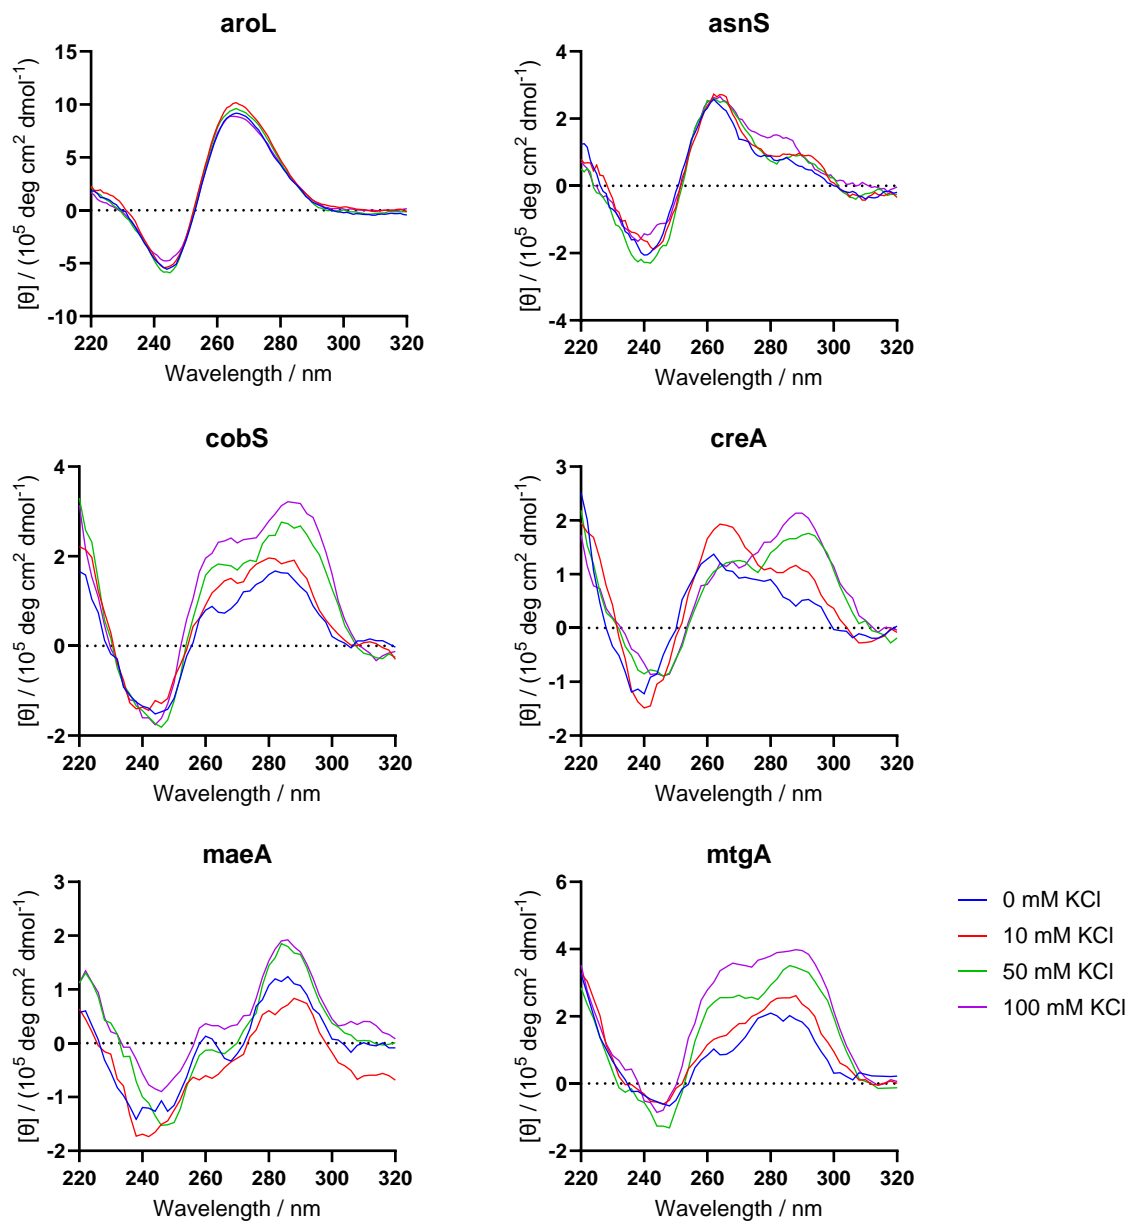 aroL
15
10
5
0
-5
-10
[θ] / (10⁵ deg cm² dmol⁻¹)
220 240 260 280 300 320
Wavelength / nm
asnS
4
2
0
-2
-4
[θ] / (10⁵ deg cm² dmol⁻¹)
220 240 260 280 300 320
Wavelength / nm
cobS
4
2
0
-2
[θ] / (10⁵ deg cm² dmol⁻¹)
220 240 260 280 300 320
Wavelength / nm
creA
3
2
1
0
-1
-2
[θ] / (10⁵ deg cm² dmol⁻¹)
220 240 260 280 300 320
Wavelength / nm
maeA
3
2
1
0
-1
-2
[θ] / (10⁵ deg cm² dmol⁻¹)
220 240 260 280 300 320
Wavelength / nm
mtgA
6
4
2
0
-2
[θ] / (10⁵ deg cm² dmol⁻¹)
220 240 260 280 300 320
Wavelength / nm
0 mM KCl
10 mM KCl
50 mM KCl
100 mM KCl